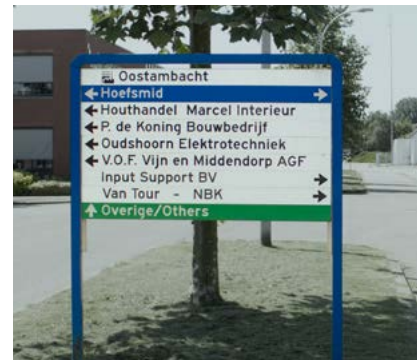 Oostambacht
Hoefsmid
Houthandel Marcel Interieur
P. de Koning Bouwbedrijf
Oudshoorn Elektrotechniek
V.O.F. Vijn en Middendorp AGF
Input Support BV
Van Tour - NBK
Overige/Others